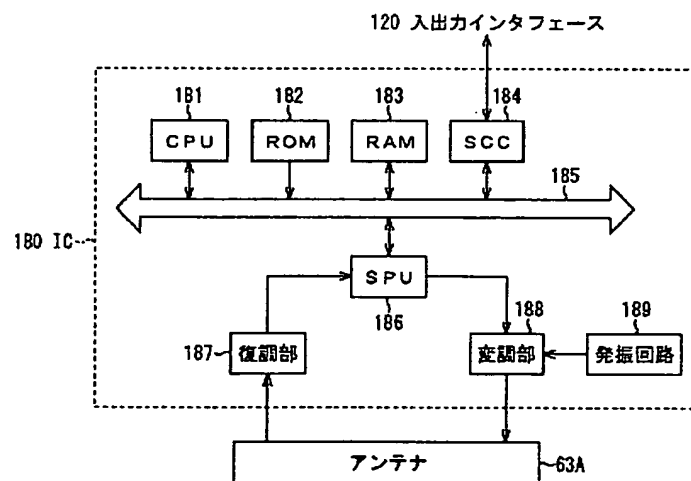 120 入出力インタフェース
181 182 183 184
CPU ROM RAM SCC
185
180 IC
SPU
186
187 復調部
188
変調部
189
発振回路
アンテナ
63A